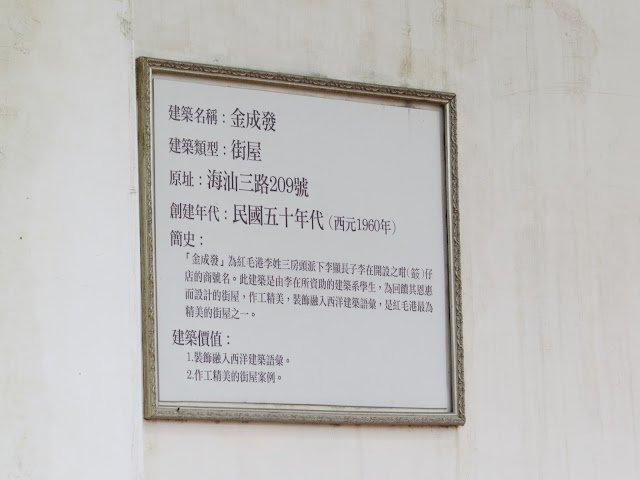 建築名稱：金成發
建築類型：街屋
原址：海汕三路209號
創建年代：民國五十年代（西元1960年）
簡史：
「金成發」為紅毛港李姓三房頭派下李顯長子李在開設之咁（㽎）仔
店的商號名。此建築是由李在所資助的建築系學生，為回饋其恩惠
而設計的街屋，作工精美，裝飾融入西洋建築語彙，是紅毛港最為
精美的街屋之一。
建築價值：
1.裝飾融入西洋建築語彙。
2.作工精美的街屋案例。